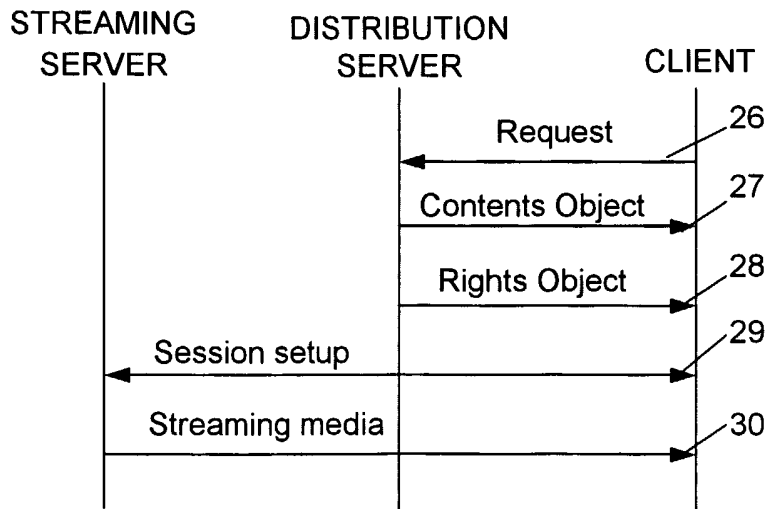 STREAMING
SERVER
DISTRIBUTION
SERVER
CLIENT
Request
26
Contents Object
27
Rights Object
28
Session setup
29
Streaming media
30